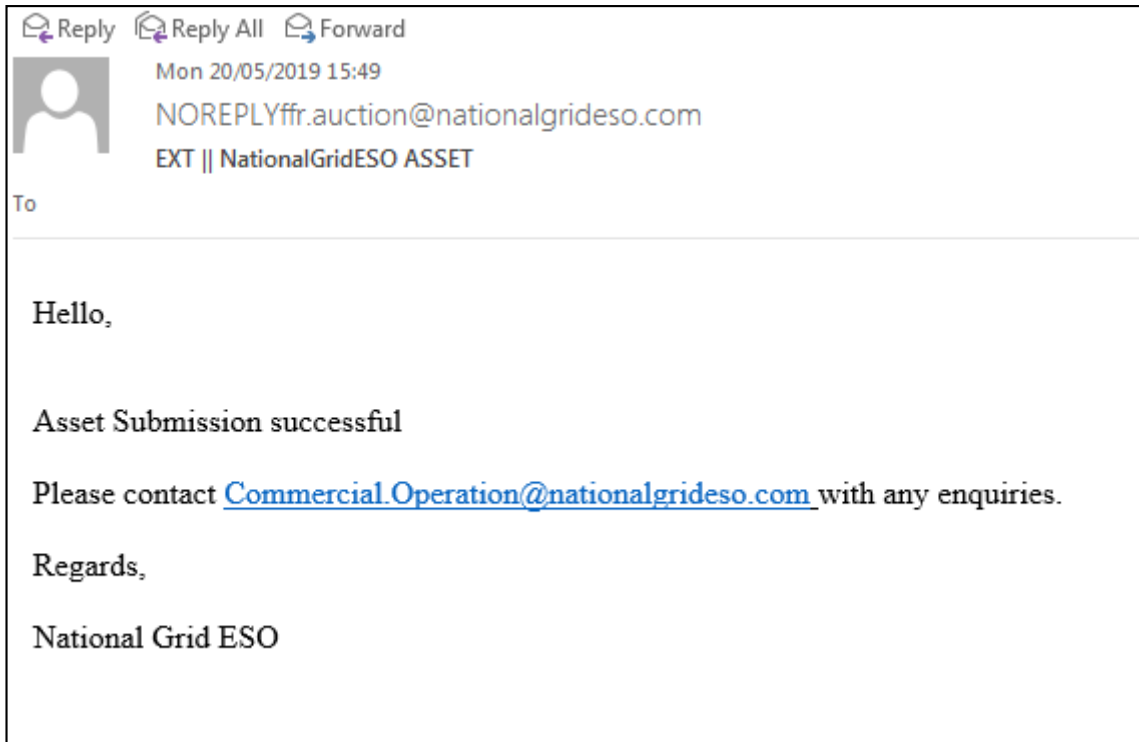 Reply Reply All Forward
Mon 20/05/2019 15:49
NOREPLYffr.auction@nationalgrideso.com
EXT || NationalGridESO ASSET
To
Hello,
Asset Submission successful
Please contact Commercial.Operation@nationalgrideso.com with any enquiries.
Regards,
National Grid ESO